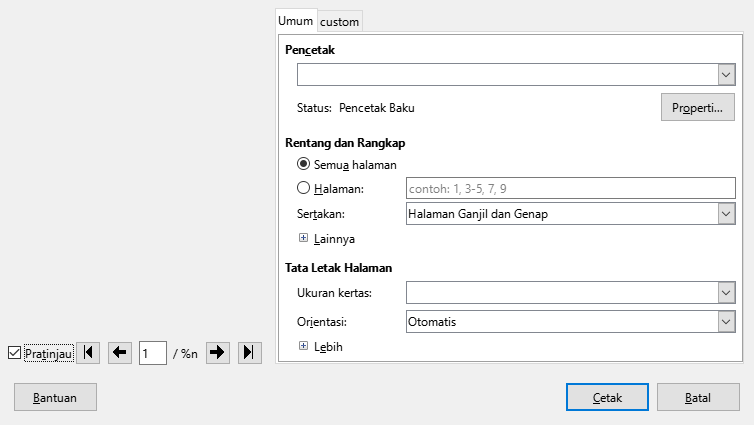 Umum custom
Pencetak
Status: Pencetak Baku
Properti...
Rentang dan Rangkap
Semua halaman
Halaman: contoh: 1, 3-5, 7, 9
Sertakan: Halaman Ganjil dan Genap
Lainnya
Tata Letak Halaman
Ukuran kertas:
Orientasi: Otomatis
Lebih
Pratinjau 1 / %n
Bantuan Cetak Batal